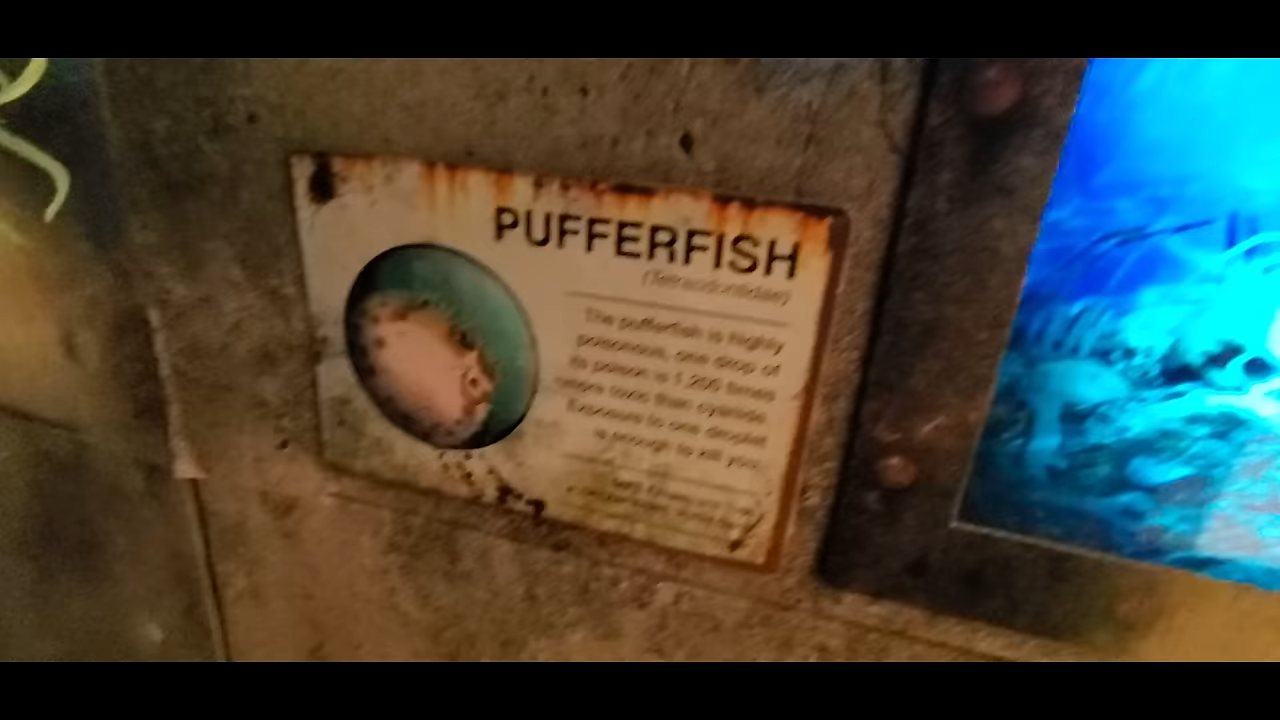 PUFFERFISH
(Tetraodontidae)
The pufferfish is highly
poisonous, one drop of
its poison is 1,200 times
more toxic than cyanide.
Exposure to one droplet
is enough to kill you.